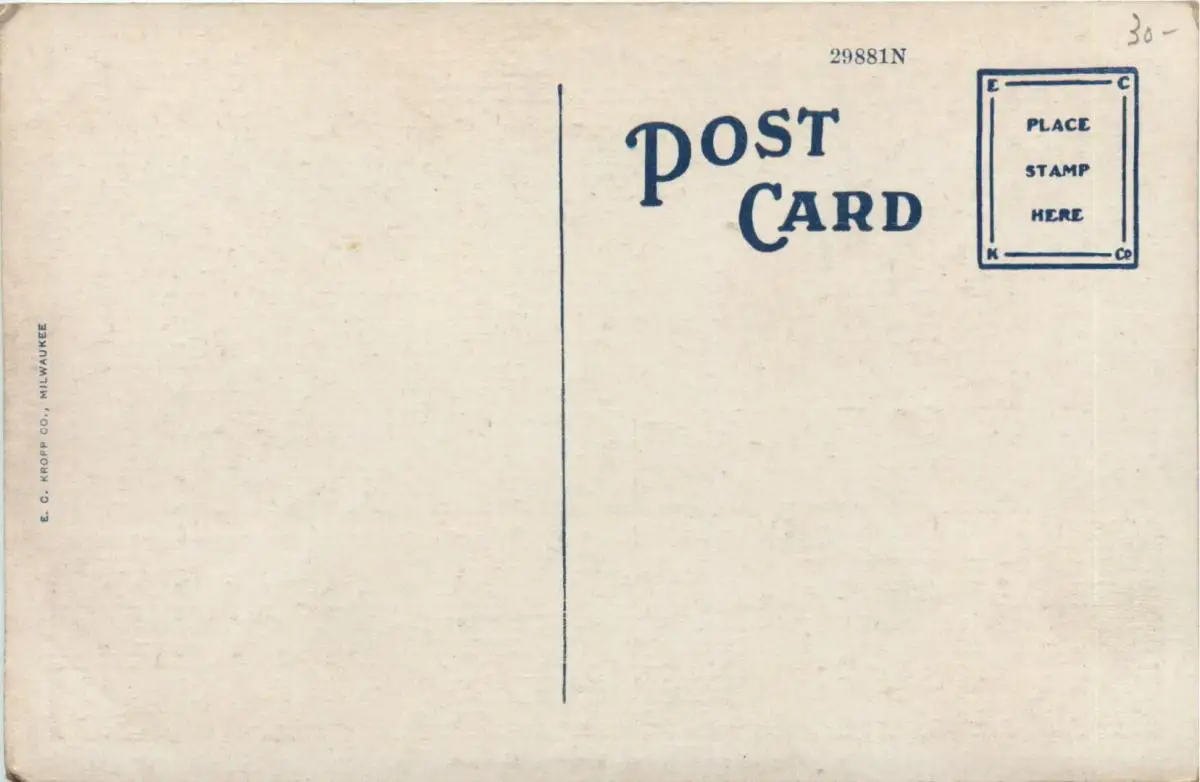 30-
29881N
POST
CARD
E C
PLACE
STAMP
HERE
K Co
E. C. KROPP CO., MILWAUKEE